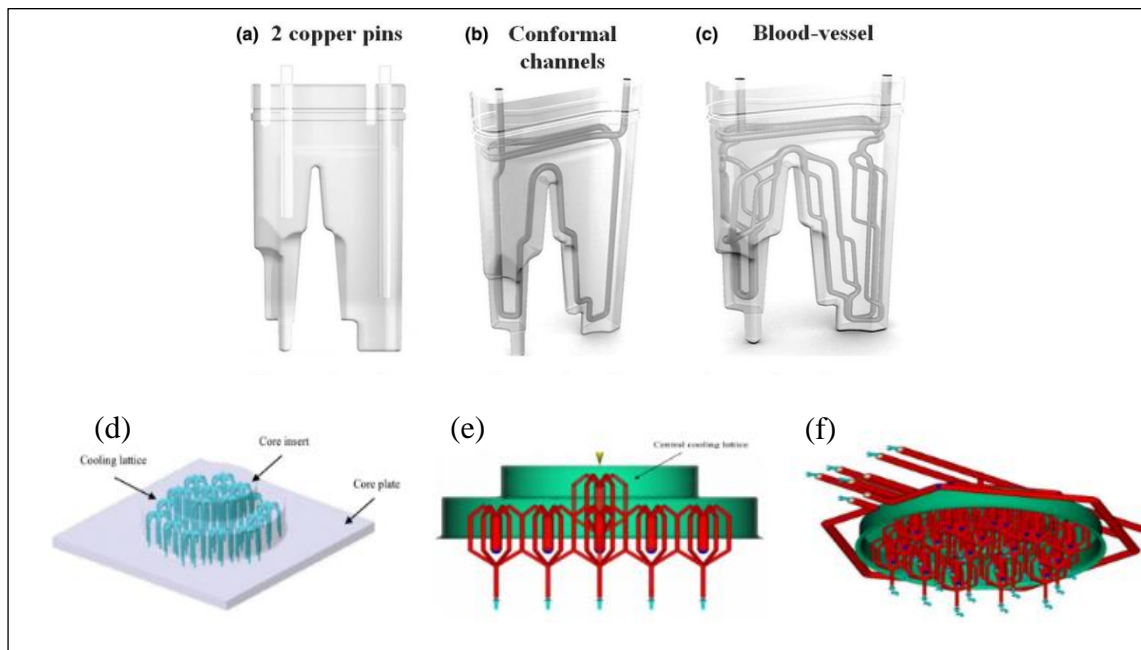 (a) 2 copper pins
(b) Conformal
channels
(c) Blood-vessel
(d)
Core insert
Cooling lattice
Core plate
(e)
Central cooling lattice
(f)